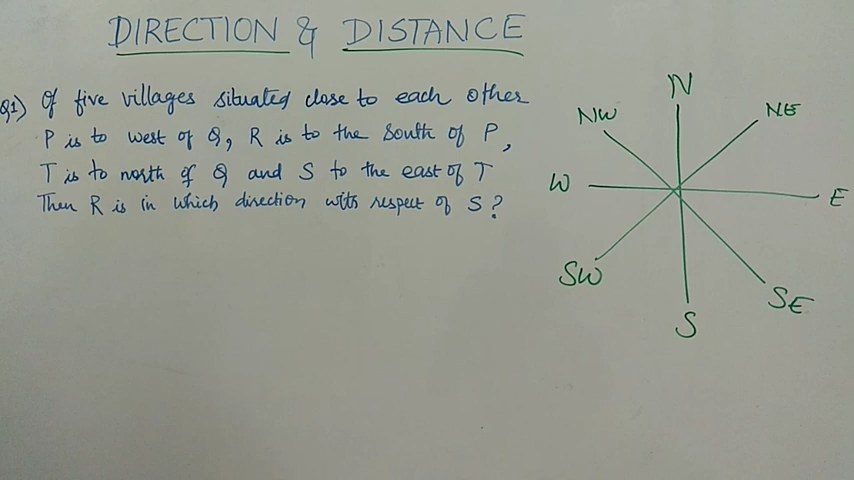 DIRECTION & DISTANCE
Q1) Of five villages situated close to each other
P is to west of Q, R is to the South of P,
T is to north of Q and S to the east of T
Then R is in which direction with respect of S?
N
NW
NE
W
E
SW
SE
S